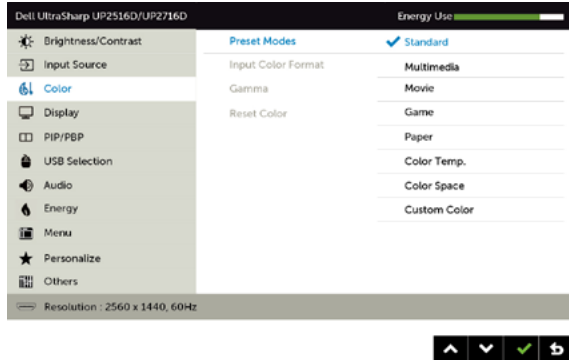 Dell UltraSharp UP2516D/UP2716D Energy Use
Brightness/Contrast Preset Modes Standard
Input Source Input Color Format Multimedia
Color Gamma Movie
Display Reset Color Game
PIP/PBP Paper
USB Selection Color Temp.
Audio Color Space
Energy Custom Color
Menu
Personalize
Others
Resolution : 2560 x 1440, 60Hz